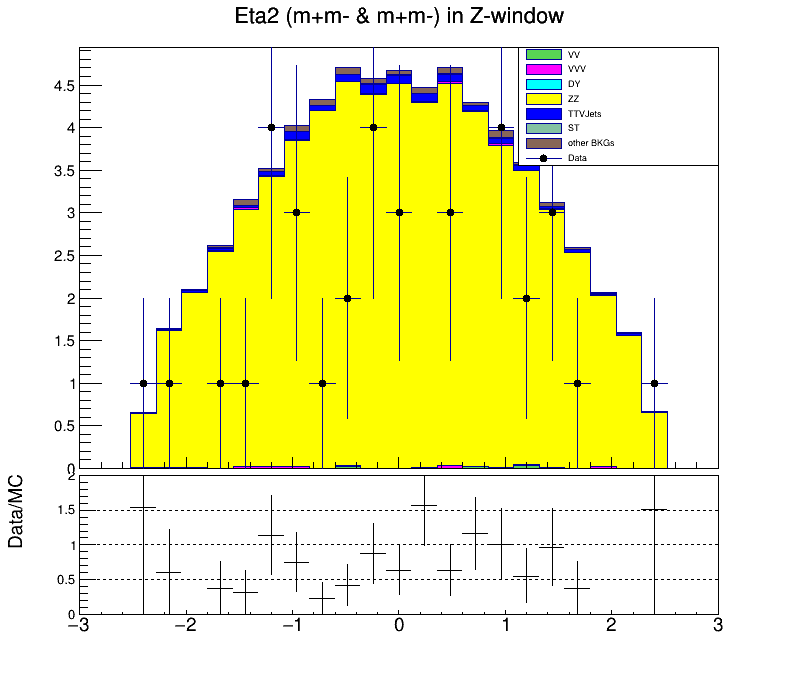 Eta2 (m+m- & m+m-) in Z-window
VV
VVV
DY
ZZ
TTVJets
ST
other BKGs
Data
4.5
4
3.5
3
2.5
2
1.5
1
0.5
0
Data/MC
2
1.5
1
0.5
0
−3 −2 −1 0 1 2 3